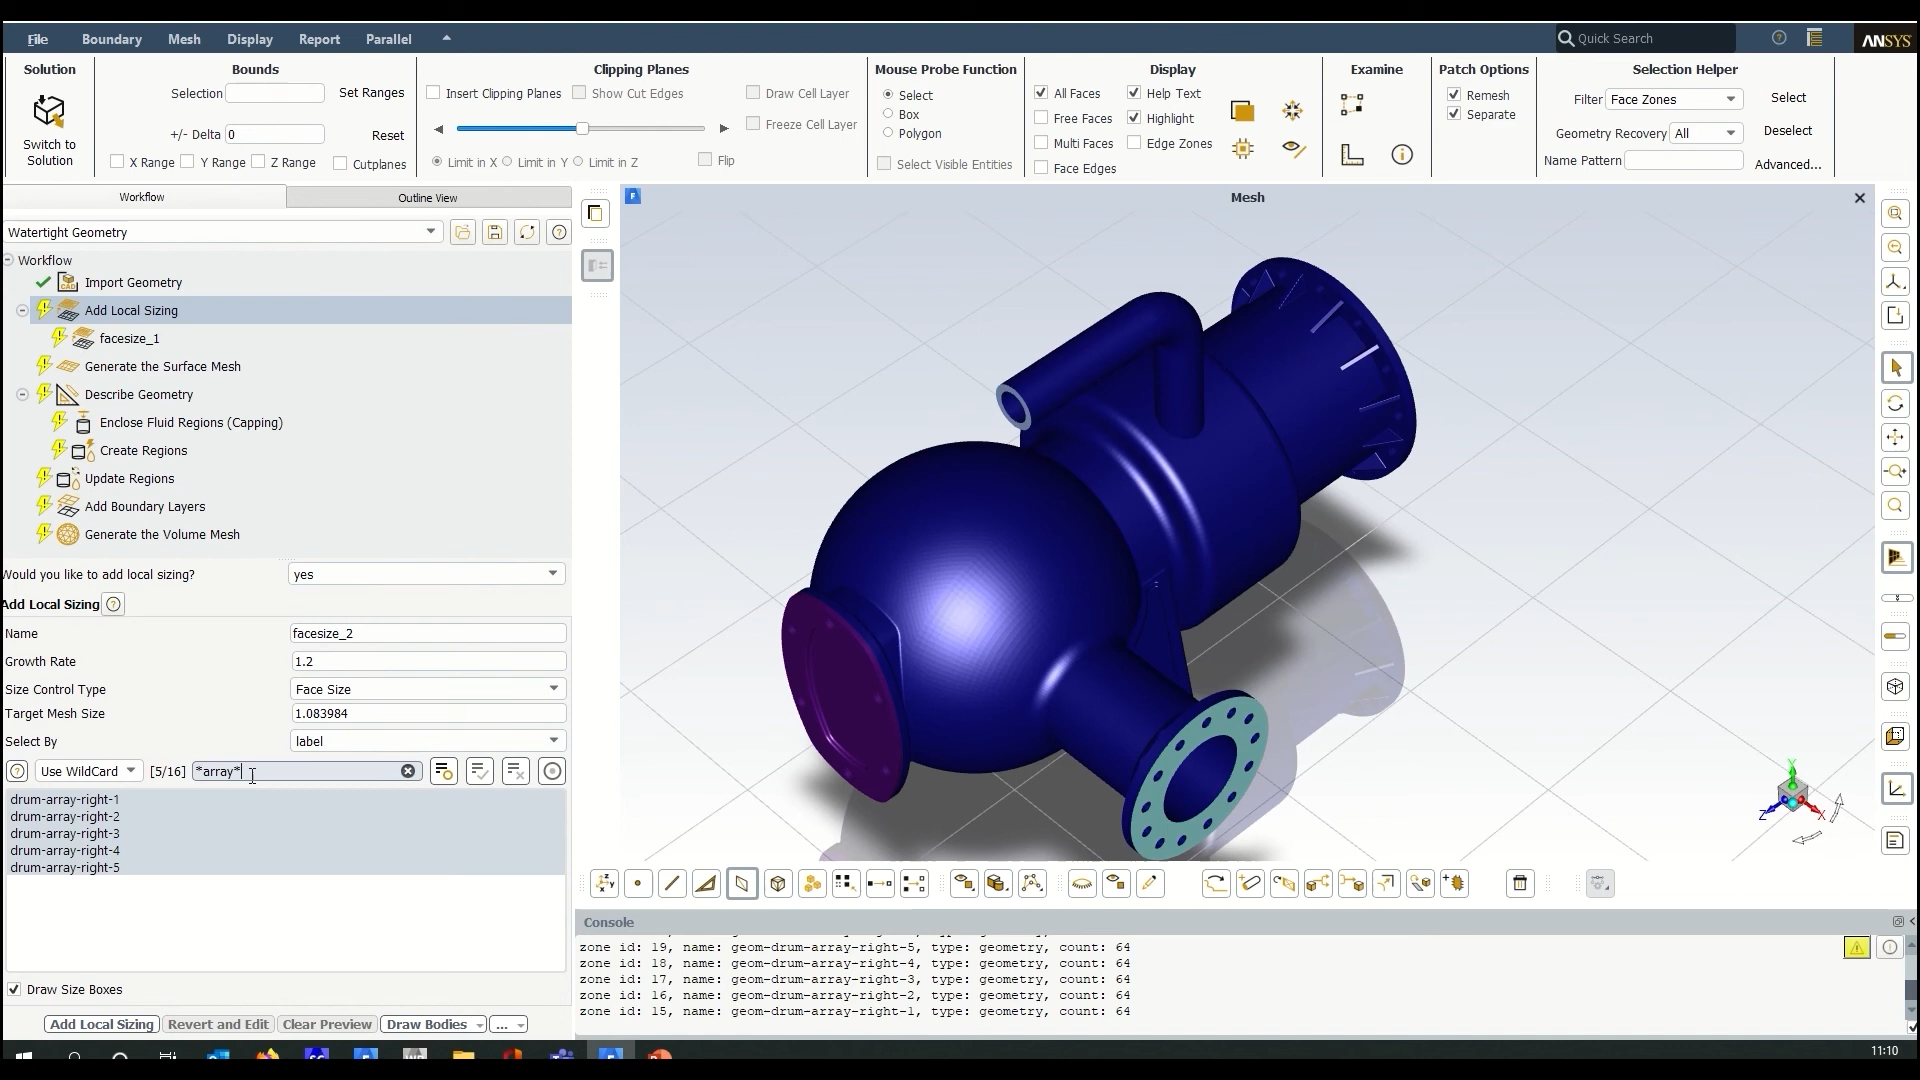 File Boundary Mesh Display Report Parallel
Quick Search
ANSYS
Solution
Switch to
Solution
Bounds
Selection
Set Ranges
+/- Delta 0
Reset
X Range Y Range Z Range Cutplanes
Clipping Planes
Insert Clipping Planes Show Cut Edges
Draw Cell Layer
Freeze Cell Layer
Limit in X Limit in Y Limit in Z
Flip
Mouse Probe Function
Select
Box
Polygon
Select Visible Entities
Display
All Faces Help Text
Free Faces Highlight
Multi Faces Edge Zones
Face Edges
Examine
Patch Options
Remesh
Separate
Selection Helper
Filter Face Zones Select
Geometry Recovery All Deselect
Name Pattern Advanced...
Workflow
Outline View
Watertight Geometry
Workflow
Import Geometry
Add Local Sizing
facesize_1
Generate the Surface Mesh
Describe Geometry
Enclose Fluid Regions (Capping)
Create Regions
Update Regions
Add Boundary Layers
Generate the Volume Mesh
Would you like to add local sizing? yes
Add Local Sizing
Name facesize_2
Growth Rate 1.2
Size Control Type Face Size
Target Mesh Size 1.083984
Select By label
Use WildCard [5/16] *array*
drum-array-right-1
drum-array-right-2
drum-array-right-3
drum-array-right-4
drum-array-right-5
Draw Size Boxes
Add Local Sizing Revert and Edit Clear Preview Draw Bodies ...
Mesh
Y
Z
X
Console
zone id: 19, name: geom-drum-array-right-5, type: geometry, count: 64
zone id: 18, name: geom-drum-array-right-4, type: geometry, count: 64
zone id: 17, name: geom-drum-array-right-3, type: geometry, count: 64
zone id: 16, name: geom-drum-array-right-2, type: geometry, count: 64
zone id: 15, name: geom-drum-array-right-1, type: geometry, count: 64
11:10